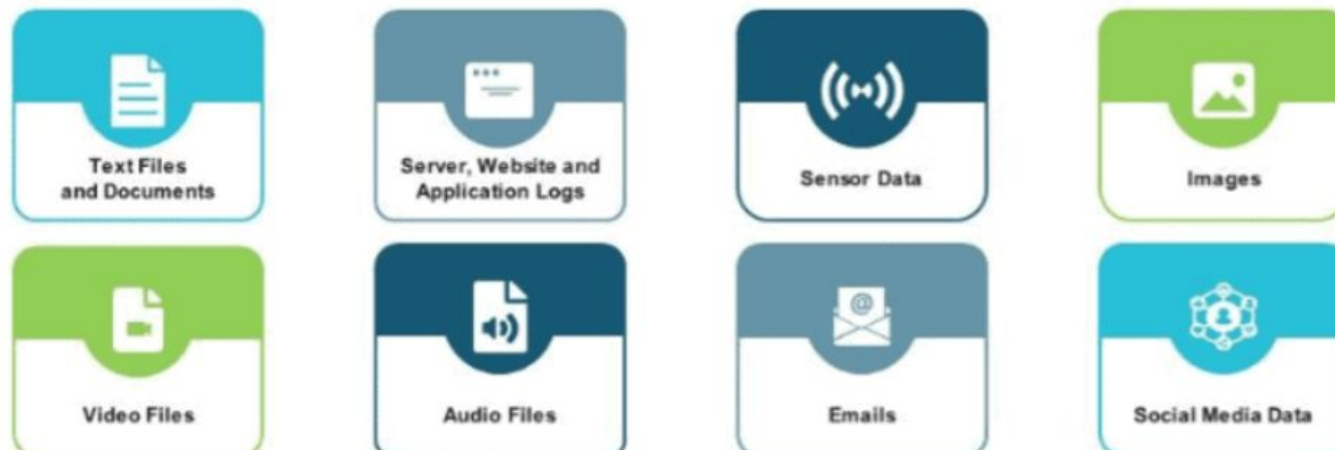 Text Files
and Documents
Server, Website and
Application Logs
Sensor Data
Images
Video Files
Audio Files
@
Emails
Social Media Data